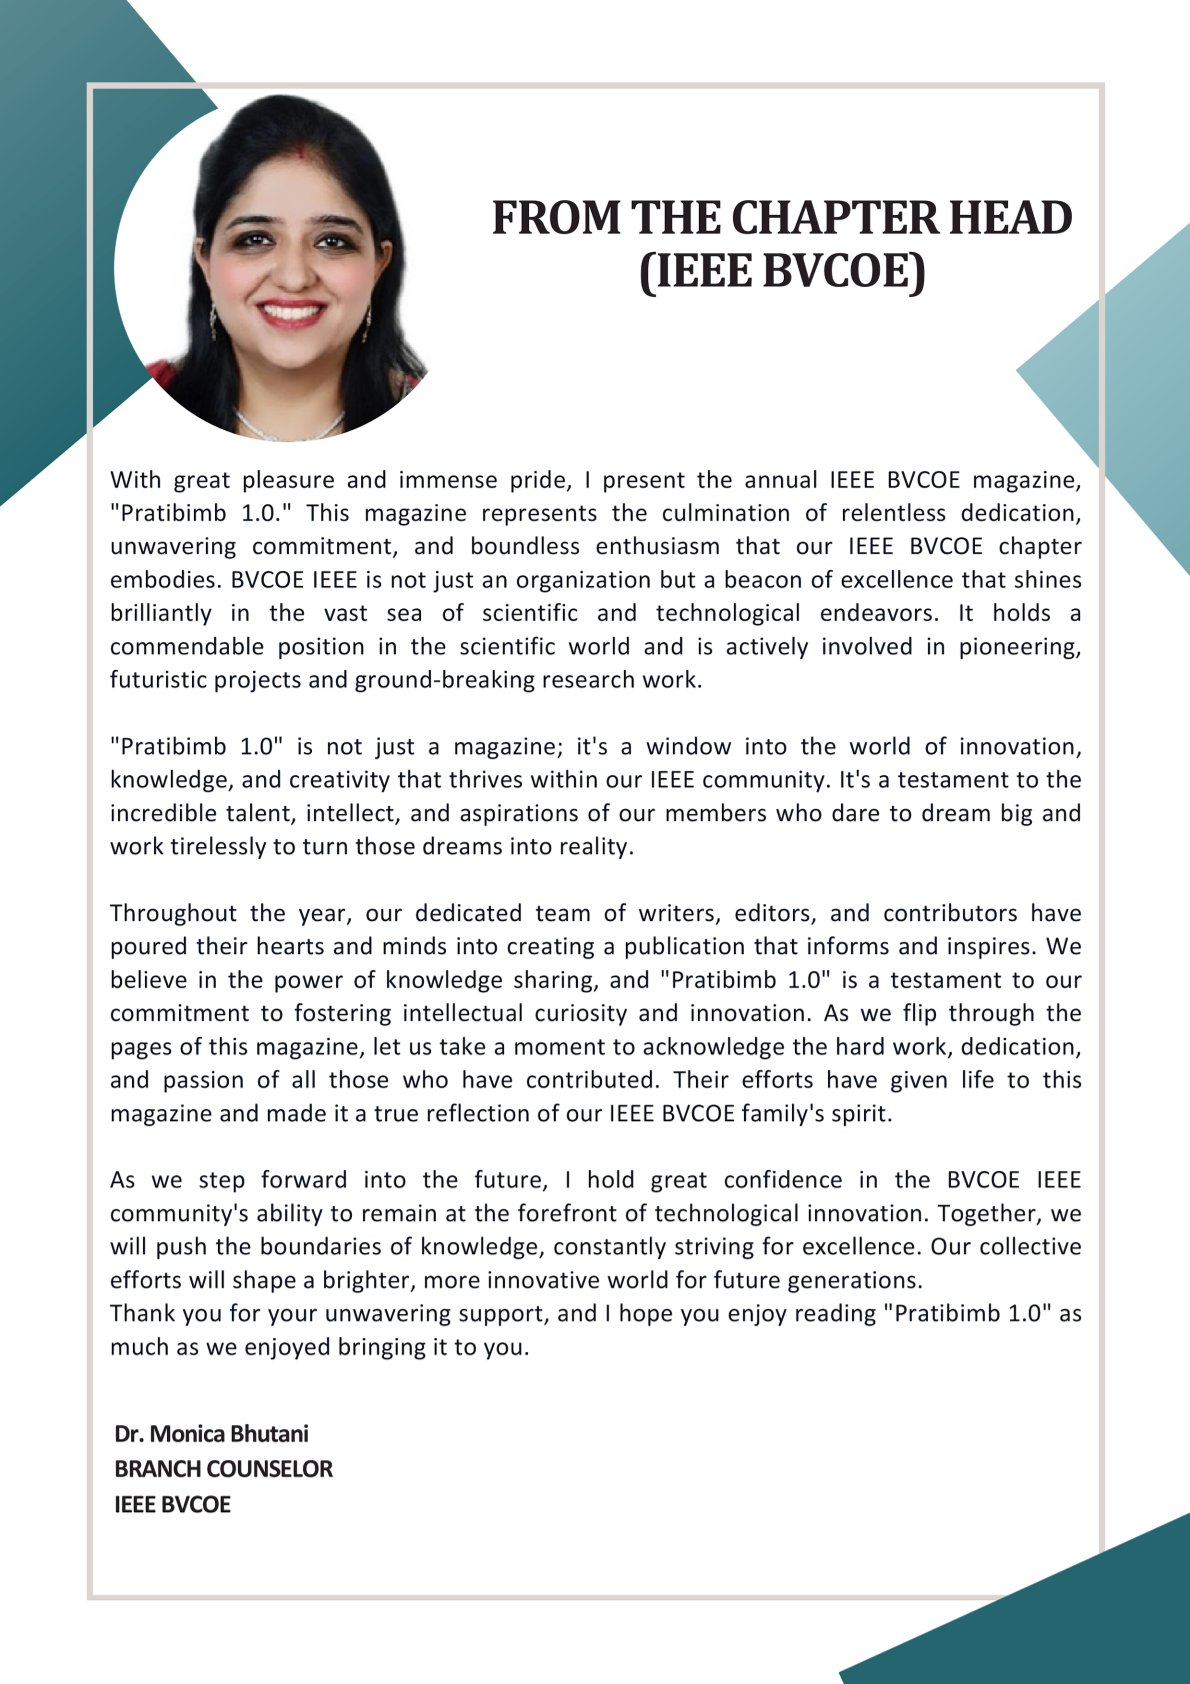 FROM THE CHAPTER HEAD
(IEEE BVCOE)
With great pleasure and immense pride, I present the annual IEEE BVCOE magazine,
"Pratibimb 1.0." This magazine represents the culmination of relentless dedication,
unwavering commitment, and boundless enthusiasm that our IEEE BVCOE chapter
embodies. BVCOE IEEE is not just an organization but a beacon of excellence that shines
brilliantly in the vast sea of scientific and technological endeavors. It holds a
commendable position in the scientific world and is actively involved in pioneering,
futuristic projects and ground-breaking research work.
"Pratibimb 1.0" is not just a magazine; it's a window into the world of innovation,
knowledge, and creativity that thrives within our IEEE community. It's a testament to the
incredible talent, intellect, and aspirations of our members who dare to dream big and
work tirelessly to turn those dreams into reality.
Throughout the year, our dedicated team of writers, editors, and contributors have
poured their hearts and minds into creating a publication that informs and inspires. We
believe in the power of knowledge sharing, and "Pratibimb 1.0" is a testament to our
commitment to fostering intellectual curiosity and innovation. As we flip through the
pages of this magazine, let us take a moment to acknowledge the hard work, dedication,
and passion of all those who have contributed. Their efforts have given life to this
magazine and made it a true reflection of our IEEE BVCOE family's spirit.
As we step forward into the future, I hold great confidence in the BVCOE IEEE
community's ability to remain at the forefront of technological innovation. Together, we
will push the boundaries of knowledge, constantly striving for excellence. Our collective
efforts will shape a brighter, more innovative world for future generations.
Thank you for your unwavering support, and I hope you enjoy reading "Pratibimb 1.0" as
much as we enjoyed bringing it to you.
Dr. Monica Bhutani
BRANCH COUNSELOR
IEEE BVCOE